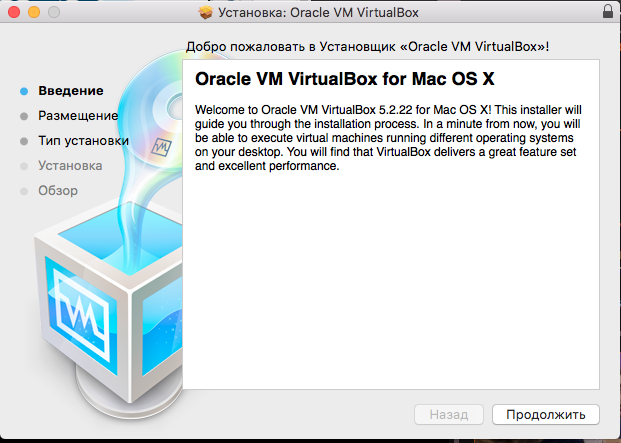 Установка: Oracle VM VirtualBox
Добро пожаловать в Установщик «Oracle VM VirtualBox»!
Введение
Размещение
Тип установки
Установка
Обзор
Oracle VM VirtualBox for Mac OS X
Welcome to Oracle VM VirtualBox 5.2.22 for Mac OS X! This installer will
guide you through the installation process. In a minute from now, you will
be able to execute virtual machines running different operating systems
on your desktop. You will find that VirtualBox delivers a great feature set
and excellent performance.
Назад
Продолжить